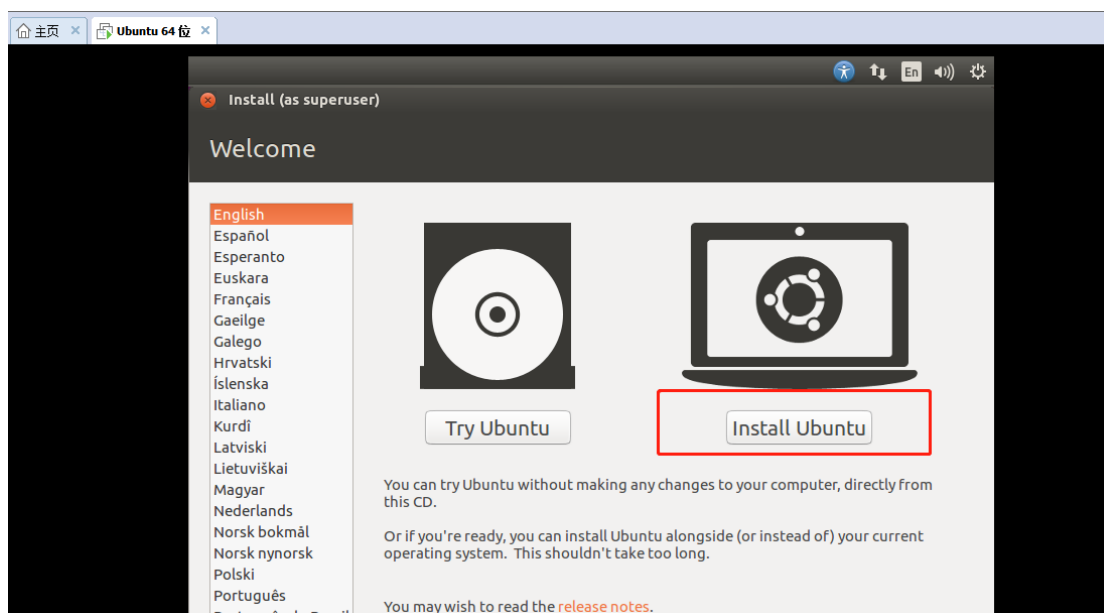 主页
Ubuntu 64 位
En
Install (as superuser)
Welcome
English
Español
Esperanto
Euskara
Français
Gaeilge
Galego
Hrvatski
Íslenska
Italiano
Kurdî
Latviski
Lietuviškai
Magyar
Nederlands
Norsk bokmål
Norsk nynorsk
Polski
Português
Try Ubuntu
Install Ubuntu
You can try Ubuntu without making any changes to your computer, directly from
this CD.
Or if you're ready, you can install Ubuntu alongside (or instead of) your current
operating system. This shouldn't take too long.
You may wish to read the release notes.